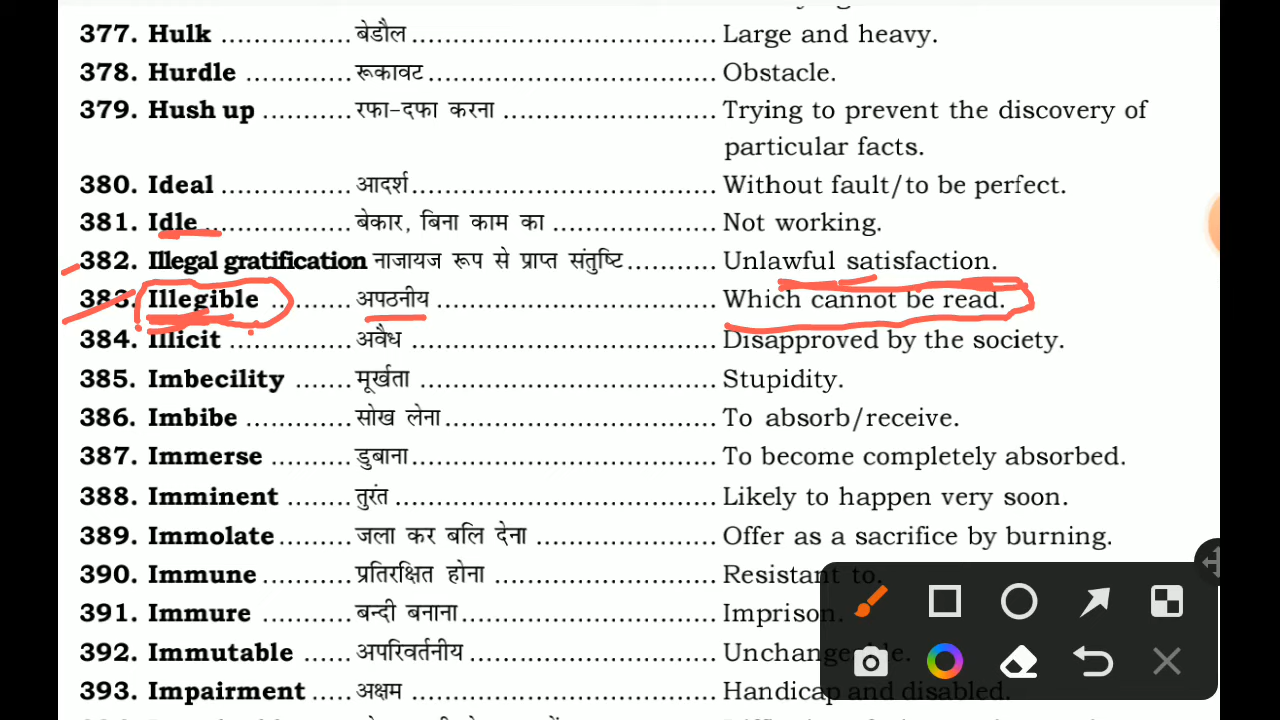 377. Hulk .............. बेडौल ..................................... Large and heavy.
378. Hurdle ............. रूकावट ................................... Obstacle.
379. Hush up ........... रफा-दफा करना .......................... Trying to prevent the discovery of
particular facts.
380. Ideal .............. आदर्श ..................................... Without fault/to be perfect.
381. Idle ................ बेकार, बिना काम का .................... Not working.
382. Illegal gratification नाजायज रूप से प्राप्त संतुष्टि ........... Unlawful satisfaction.
383. Illegible ......... अपठनीय .................................. Which cannot be read.
384. Illicit ............. अवैध ..................................... Disapproved by the society.
385. Imbecility ....... मूर्खता .................................... Stupidity.
386. Imbibe ............ सोख लेना ................................. To absorb/receive.
387. Immerse .......... डुबाना ..................................... To become completely absorbed.
388. Imminent ........ तुरंत ....................................... Likely to happen very soon.
389. Immolate ......... जला कर बलि देना ...................... Offer as a sacrifice by burning.
390. Immune ........... प्रतिरक्षित होना ............................ Resistant to.
391. Immure ........... बन्दी बनाना ............................... Imprison.
392. Immutable ...... अपरिवर्तनीय .............................. Unchangeable.
393. Impairment ..... अक्षम ...................................... Handicap and disabled.